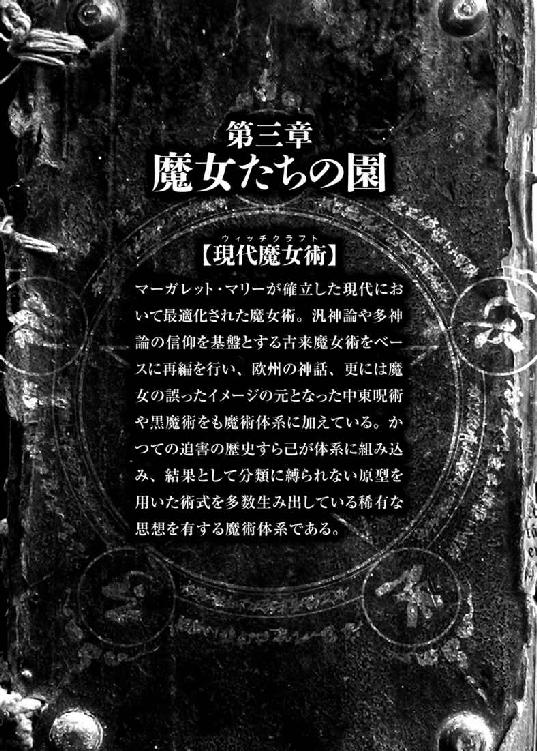 第三章
魔女たちの園
ウィッチクラフト
【現代魔女術】
マーガレット・マリーが確立した現代にお
いて最適化された魔女術。汎神論や多神
論の信仰を基盤とする古来魔女術をベー
スに再編を行い、欧州の神話、更には魔
女の誤ったイメージの元となった中東呪術
や黒魔術をも魔術体系に加えている。か
つての迫害の歴史すら己が体系に組み込
み、結果として分類に縛られない原型を
用いた術式を多数生み出している稀有な
思想を有する魔術体系である。